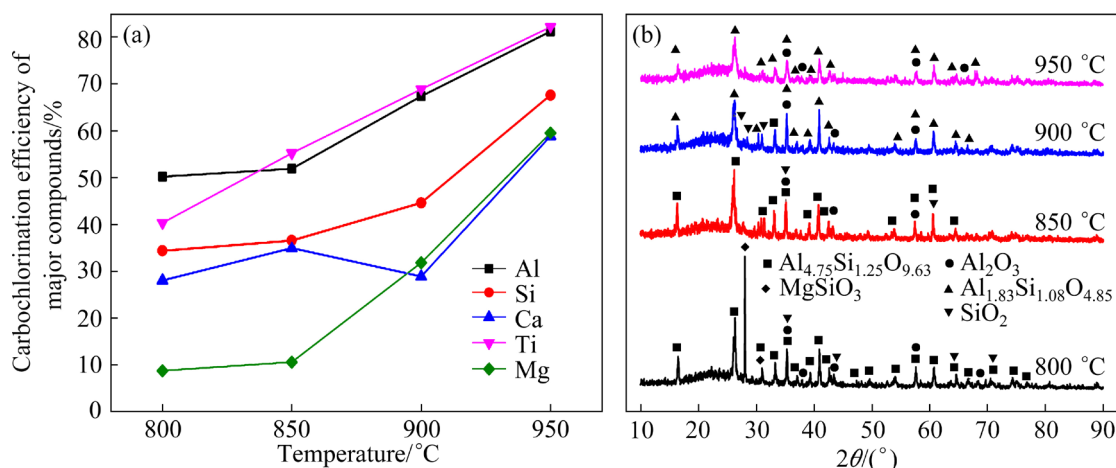 (a)
Carbochlorination efficiency of
major compounds/%
80
70
60
50
40
30
20
10
0
800 850 900 950
Temperature/°C
Al
Si
Ca
Ti
Mg
(b)
950 °C
900 °C
850 °C
800 °C
Al4.75Si1.25O9.63
MgSiO3
Al2O3
Al1.83Si1.08O4.85
SiO2
10 20 30 40 50 60 70 80 90
2θ/(°)